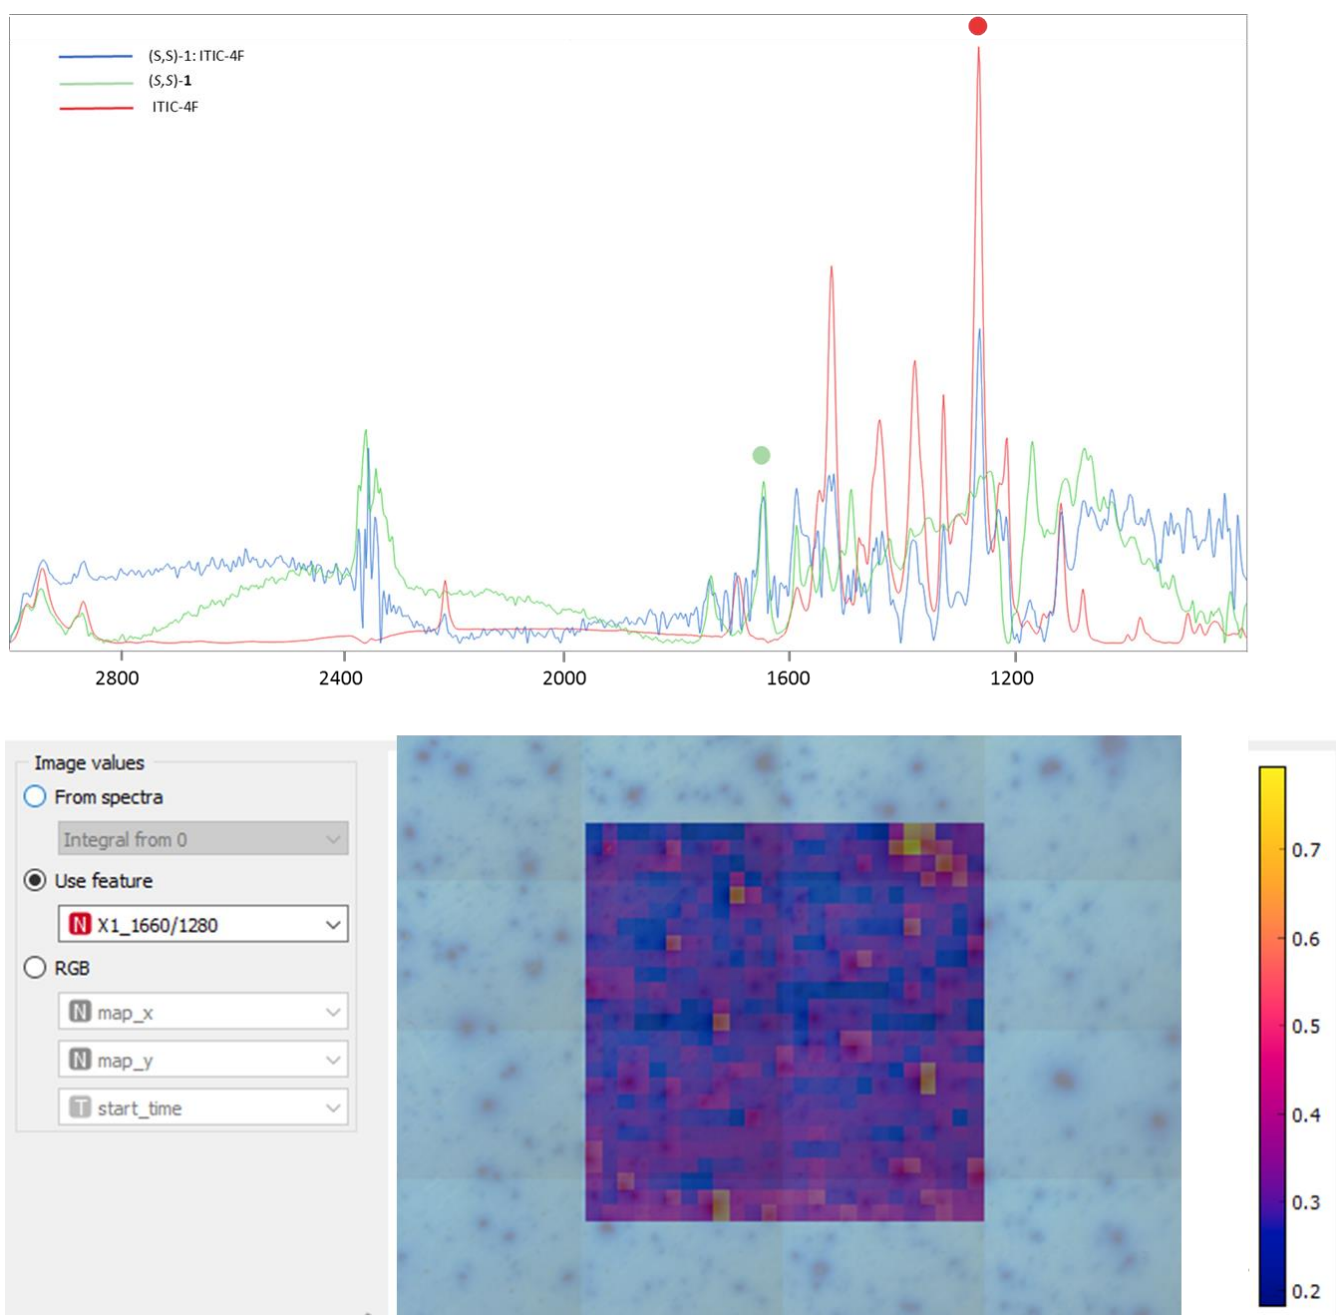 (S,S)-1: ITIC-4F
(S,S)-1
ITIC-4F
2800 2400 2000 1600 1200
Image values
From spectra
Integral from 0
Use feature
N X1_1660/1280
RGB
N map_x
N map_y
T start_time
0.7
0.6
0.5
0.4
0.3
0.2